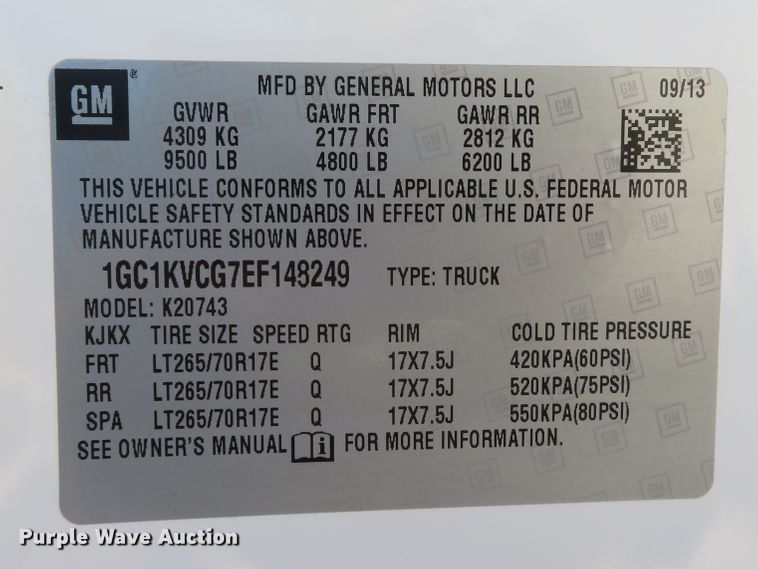 GM ®
MFD BY GENERAL MOTORS LLC 09/13
GVWR GAWR FRT GAWR RR
4309 KG 2177 KG 2812 KG
9500 LB 4800 LB 6200 LB
THIS VEHICLE CONFORMS TO ALL APPLICABLE U.S. FEDERAL MOTOR
VEHICLE SAFETY STANDARDS IN EFFECT ON THE DATE OF
MANUFACTURE SHOWN ABOVE.
1GC1KVCG7EF148249 TYPE: TRUCK
MODEL: K20743
KJKX TIRE SIZE SPEED RTG RIM COLD TIRE PRESSURE
FRT LT265/70R17E Q 17X7.5J 420KPA(60PSI)
RR LT265/70R17E Q 17X7.5J 520KPA(75PSI)
SPA LT265/70R17E Q 17X7.5J 550KPA(80PSI)
SEE OWNER'S MANUAL i FOR MORE INFORMATION.
Purple Wave Auction